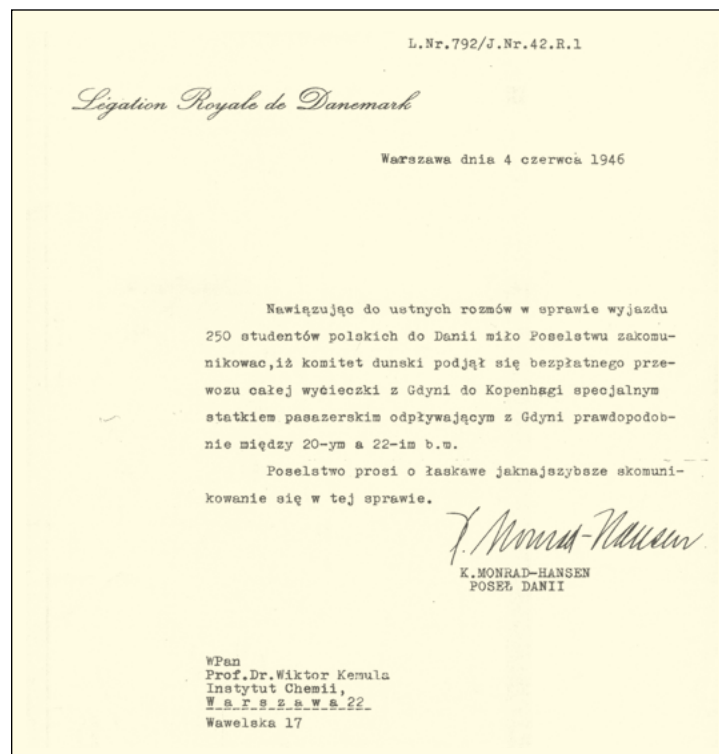 L.Nr.792/J.Nr.42.R.1
Légation Royale de Danemark
Warszawa dnia 4 czerwca 1946
Nawiązując do ustnych rozmów w sprawie wyjazdu
250 studentów polskich do Danii miło Poselstwu zakomu-
nikowac,iż komitet dunski podjął się bezpłatnego prze-
wozu całej wycieczki z Gdyni do Kopenhagi specjalnym
statkiem pasazerskim odpływającym z Gdyni prawdopodob-
nie między 20-ym a 22-im b.m.
Poselstwo prosi o łaskawe jaknajszybsze skomuni-
kowanie się w tej sprawie.
K. Monrad-Hansen
K.MONRAD-HANSEN
POSEŁ DANII
WPan
Prof.Dr.Wiktor Kemula
Instytut Chemii,
W a r s z a w a 22
Wawelska 17